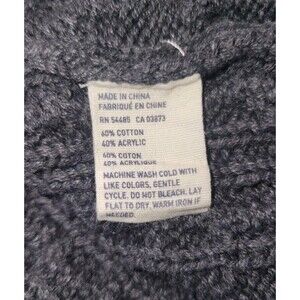 MADE IN CHINA
FABRIQUÉ EN CHINE
RN 54485 CA 03873
60% COTTON
40% ACRYLIC
60% COTON
40% ACRYLIQUE
MACHINE WASH COLD WITH
LIKE COLORS, GENTLE
CYCLE. DO NOT BLEACH. LAY
FLAT TO DRY. WARM IRON IF
NEEDED.